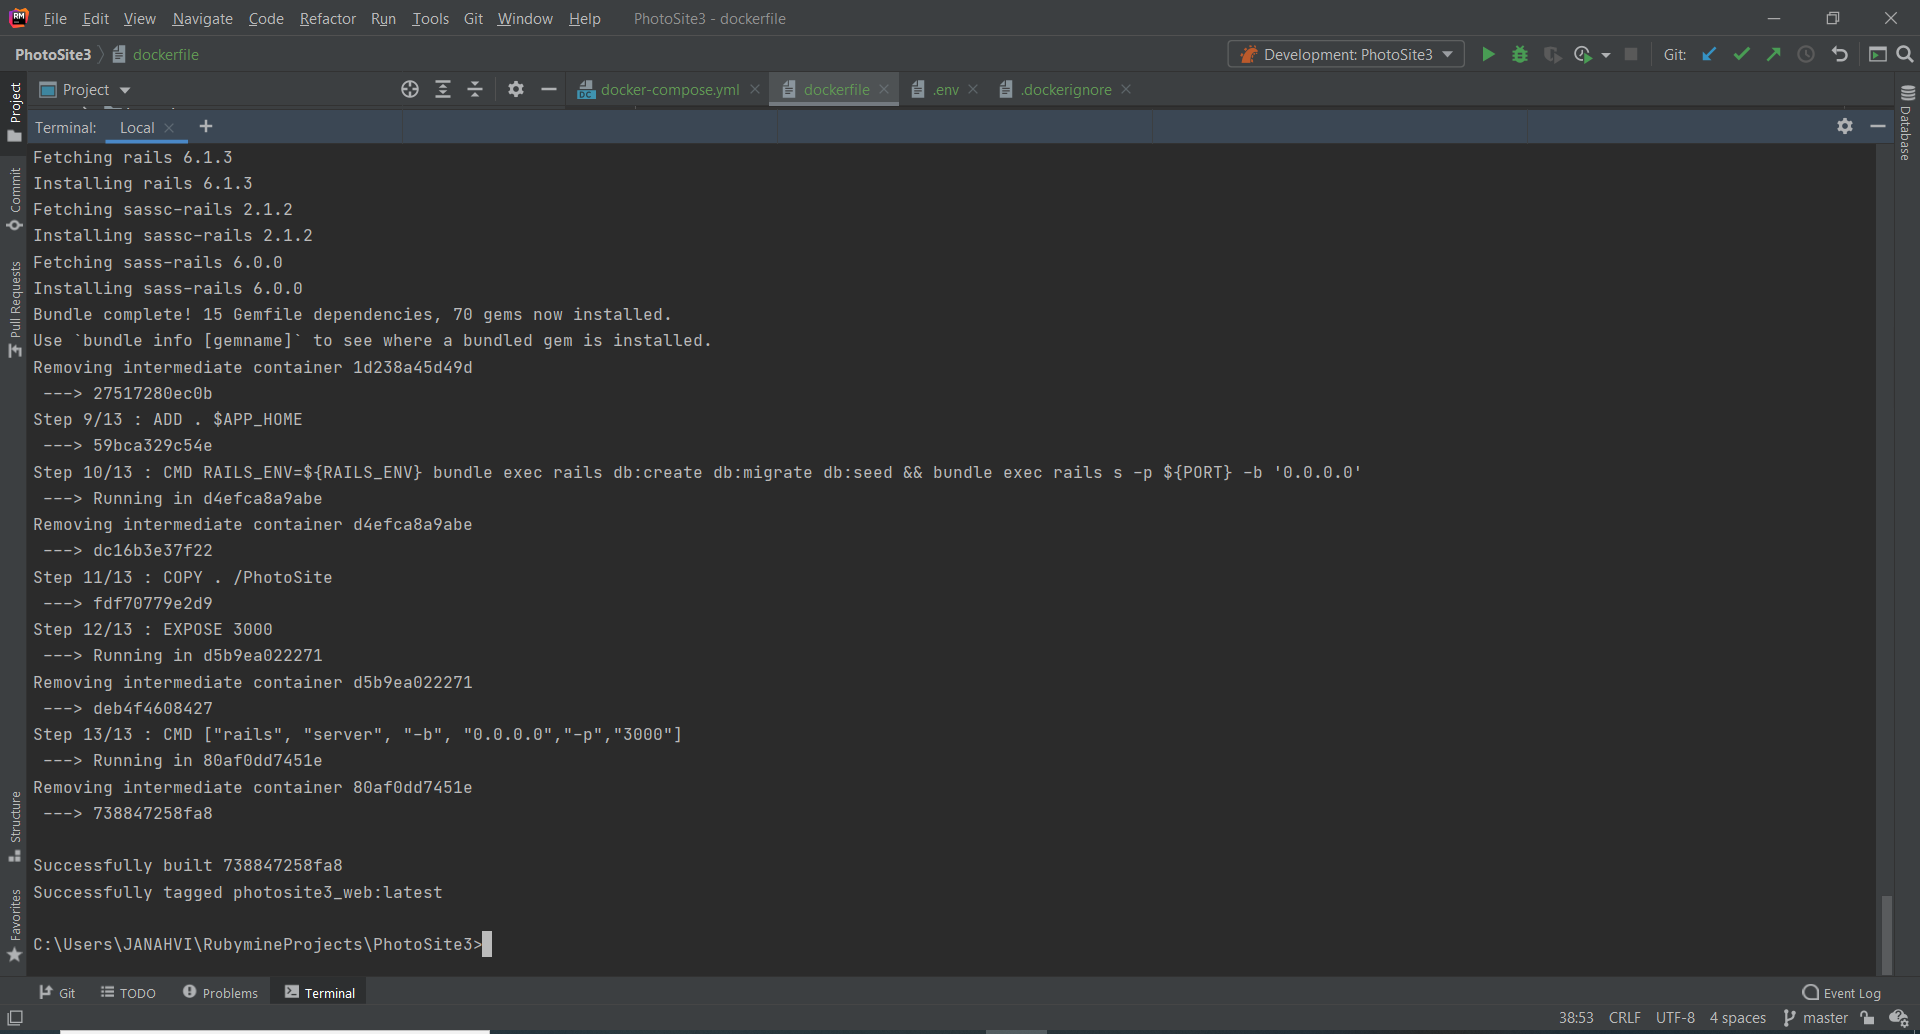 File Edit View Navigate Code Refactor Run Tools Git Window Help PhotoSite3 - dockerfile
PhotoSite3 dockerfile Development: PhotoSite3 Git:
Project docker-compose.yml dockerfile .env .dockerignore
Terminal: Local
Fetching rails 6.1.3
Installing rails 6.1.3
Fetching sassc-rails 2.1.2
Installing sassc-rails 2.1.2
Fetching sass-rails 6.0.0
Installing sass-rails 6.0.0
Bundle complete! 15 Gemfile dependencies, 70 gems now installed.
Use `bundle info [gemname]` to see where a bundled gem is installed.
Removing intermediate container 1d238a45d49d
---> 27517280ec0b
Step 9/13 : ADD . $APP_HOME
---> 59bca329c54e
Step 10/13 : CMD RAILS_ENV=${RAILS_ENV} bundle exec rails db:create db:migrate db:seed && bundle exec rails s -p ${PORT} -b '0.0.0.0'
---> Running in d4efca8a9abe
Removing intermediate container d4efca8a9abe
---> dc16b3e37f22
Step 11/13 : COPY . /PhotoSite
---> fdf70779e2d9
Step 12/13 : EXPOSE 3000
---> Running in d5b9ea022271
Removing intermediate container d5b9ea022271
---> deb4f4608427
Step 13/13 : CMD ["rails", "server", "-b", "0.0.0.0","-p","3000"]
---> Running in 80af0dd7451e
Removing intermediate container 80af0dd7451e
---> 738847258fa8
Successfully built 738847258fa8
Successfully tagged photosite3_web:latest
C:\Users\JANAHVI\RubymineProjects\PhotoSite3>
Project
Commit
Pull Requests
Structure
Favorites
Database
Git TODO Problems Terminal Event Log
38:53 CRLF UTF-8 4 spaces master